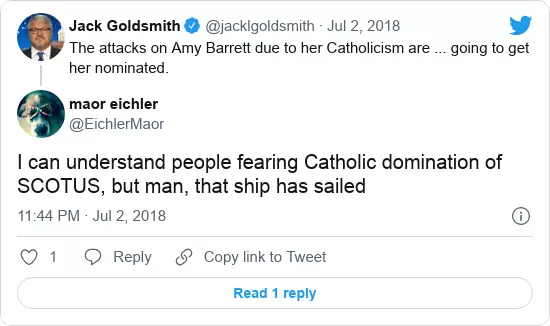 Jack Goldsmith @jacklgoldsmith · Jul 2, 2018
The attacks on Amy Barrett due to her Catholicism are ... going to get
her nominated.
maor eichler
@EichlerMaor
I can understand people fearing Catholic domination of
SCOTUS, but man, that ship has sailed
11:44 PM · Jul 2, 2018
1 Reply Copy link to Tweet
Read 1 reply